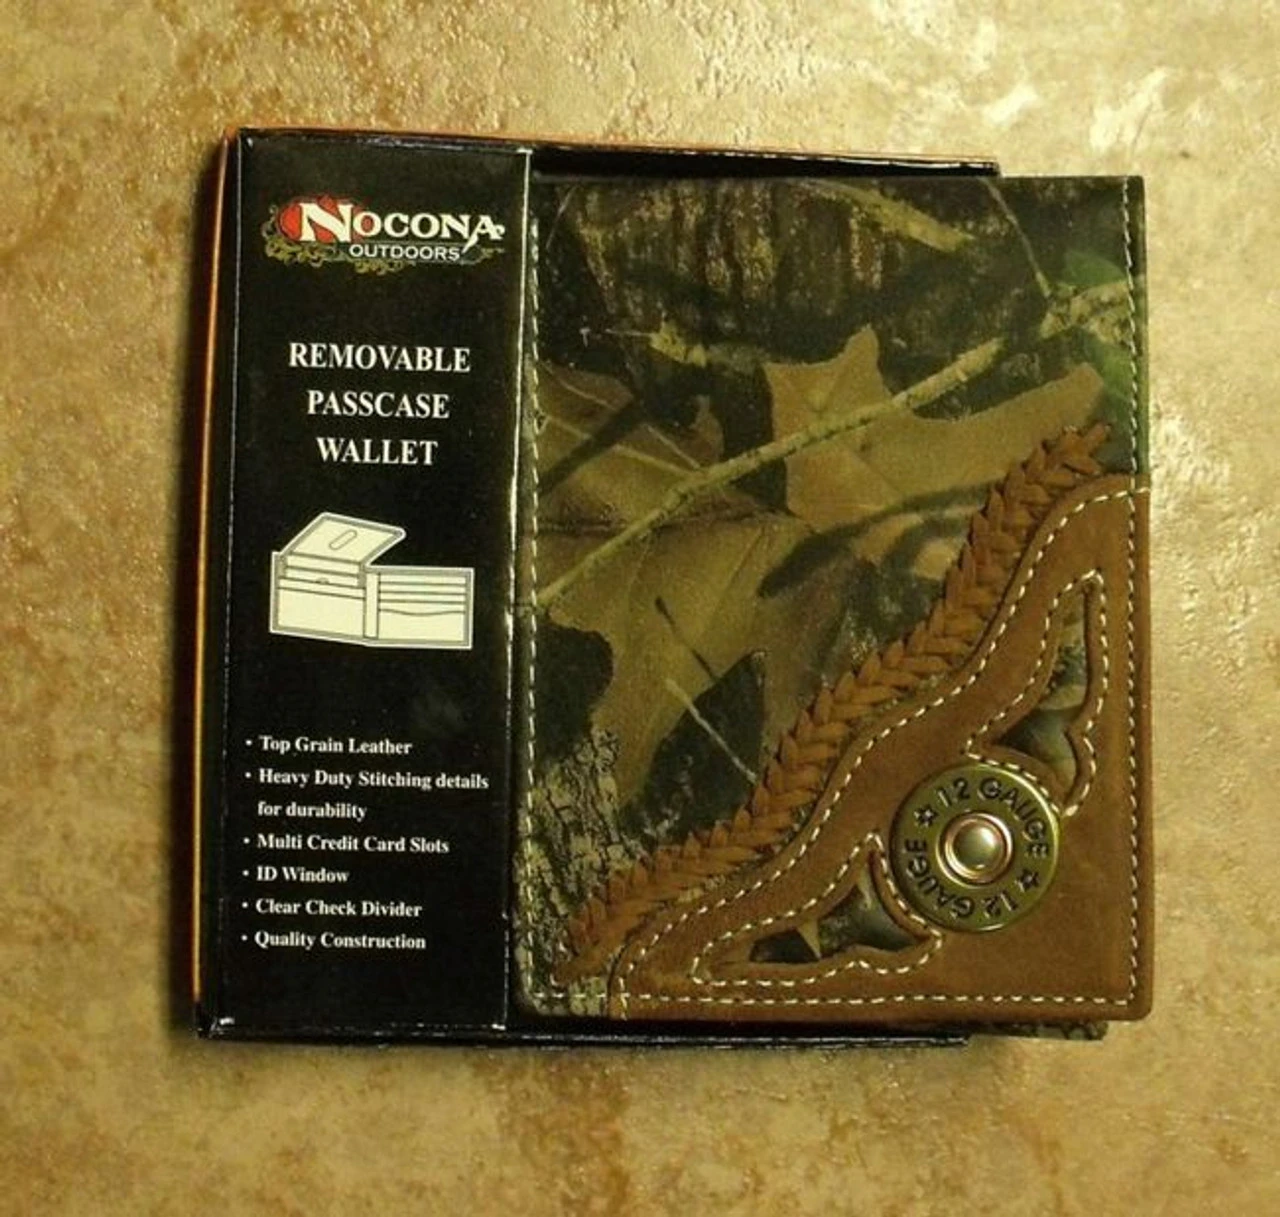 NOCONA
OUTDOORS
REMOVABLE
PASSCASE
WALLET
• Top Grain Leather
• Heavy Duty Stitching details
for durability
• Multi Credit Card Slots
• ID Window
• Clear Check Divider
• Quality Construction
12 GAUGE ☆ 12 GAUGE ☆